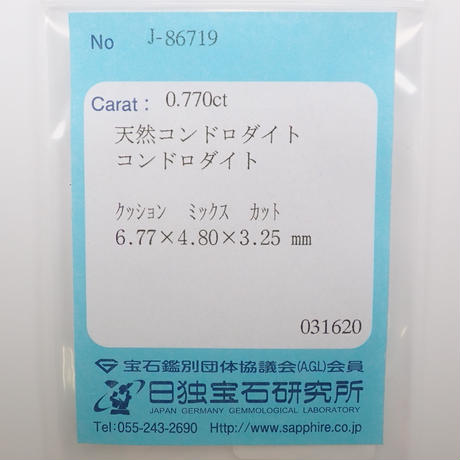 No J-86719
Carat: 0.770ct
天然コンドロダイト
コンドロダイト
ｸｯｼｮﾝ ﾐｯｸｽ ｶｯﾄ
6.77×4.80×3.25 mm
031620
宝石鑑別団体協議会(AGL)会員
日独宝石研究所
JAPAN GERMANY GEMMOLOGICAL LABORATORY
Tel:055-243-2690 Http://www.sapphire.co.jp